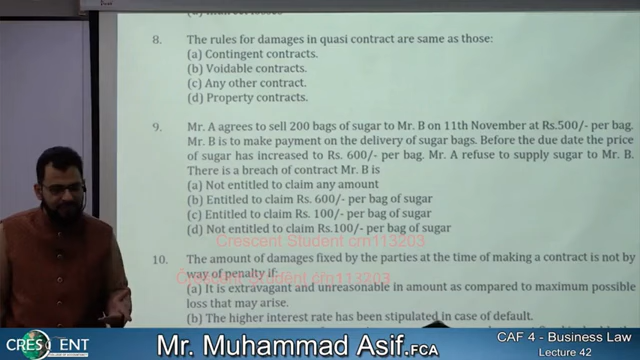 8. The rules for damages in quasi contract are same as those:
(a) Contingent contracts.
(b) Voidable contracts.
(c) Any other contract.
(d) Property contracts.
9. Mr. A agrees to sell 200 bags of sugar to Mr. B on 11th November at Rs.500/- per bag.
Mr. B is to make payment on the delivery of sugar bags. Before the due date the price
of sugar has increased to Rs. 600/- per bag. Mr. A refuse to supply sugar to Mr. B.
There is a breach of contract Mr. B is
(a) Not entitled to claim any amount
(b) Entitled to claim Rs. 600/- per bag of sugar
(c) Entitled to claim Rs. 100/- per bag of sugar
(d) Not entitled to claim Rs.100/- per bag of sugar
Crescent Student crn113203
10. The amount of damages fixed by the parties at the time of making a contract is not by
way of penalty if:
Crescent Student crn113203
(a) It is extravagant and unreasonable in amount as compared to maximum possible
loss that may arise.
(b) The higher interest rate has been stipulated in case of default.
CRESCENT
Mr. Muhammad Asif.FCA
CAF 4 - Business Law
Lecture 42